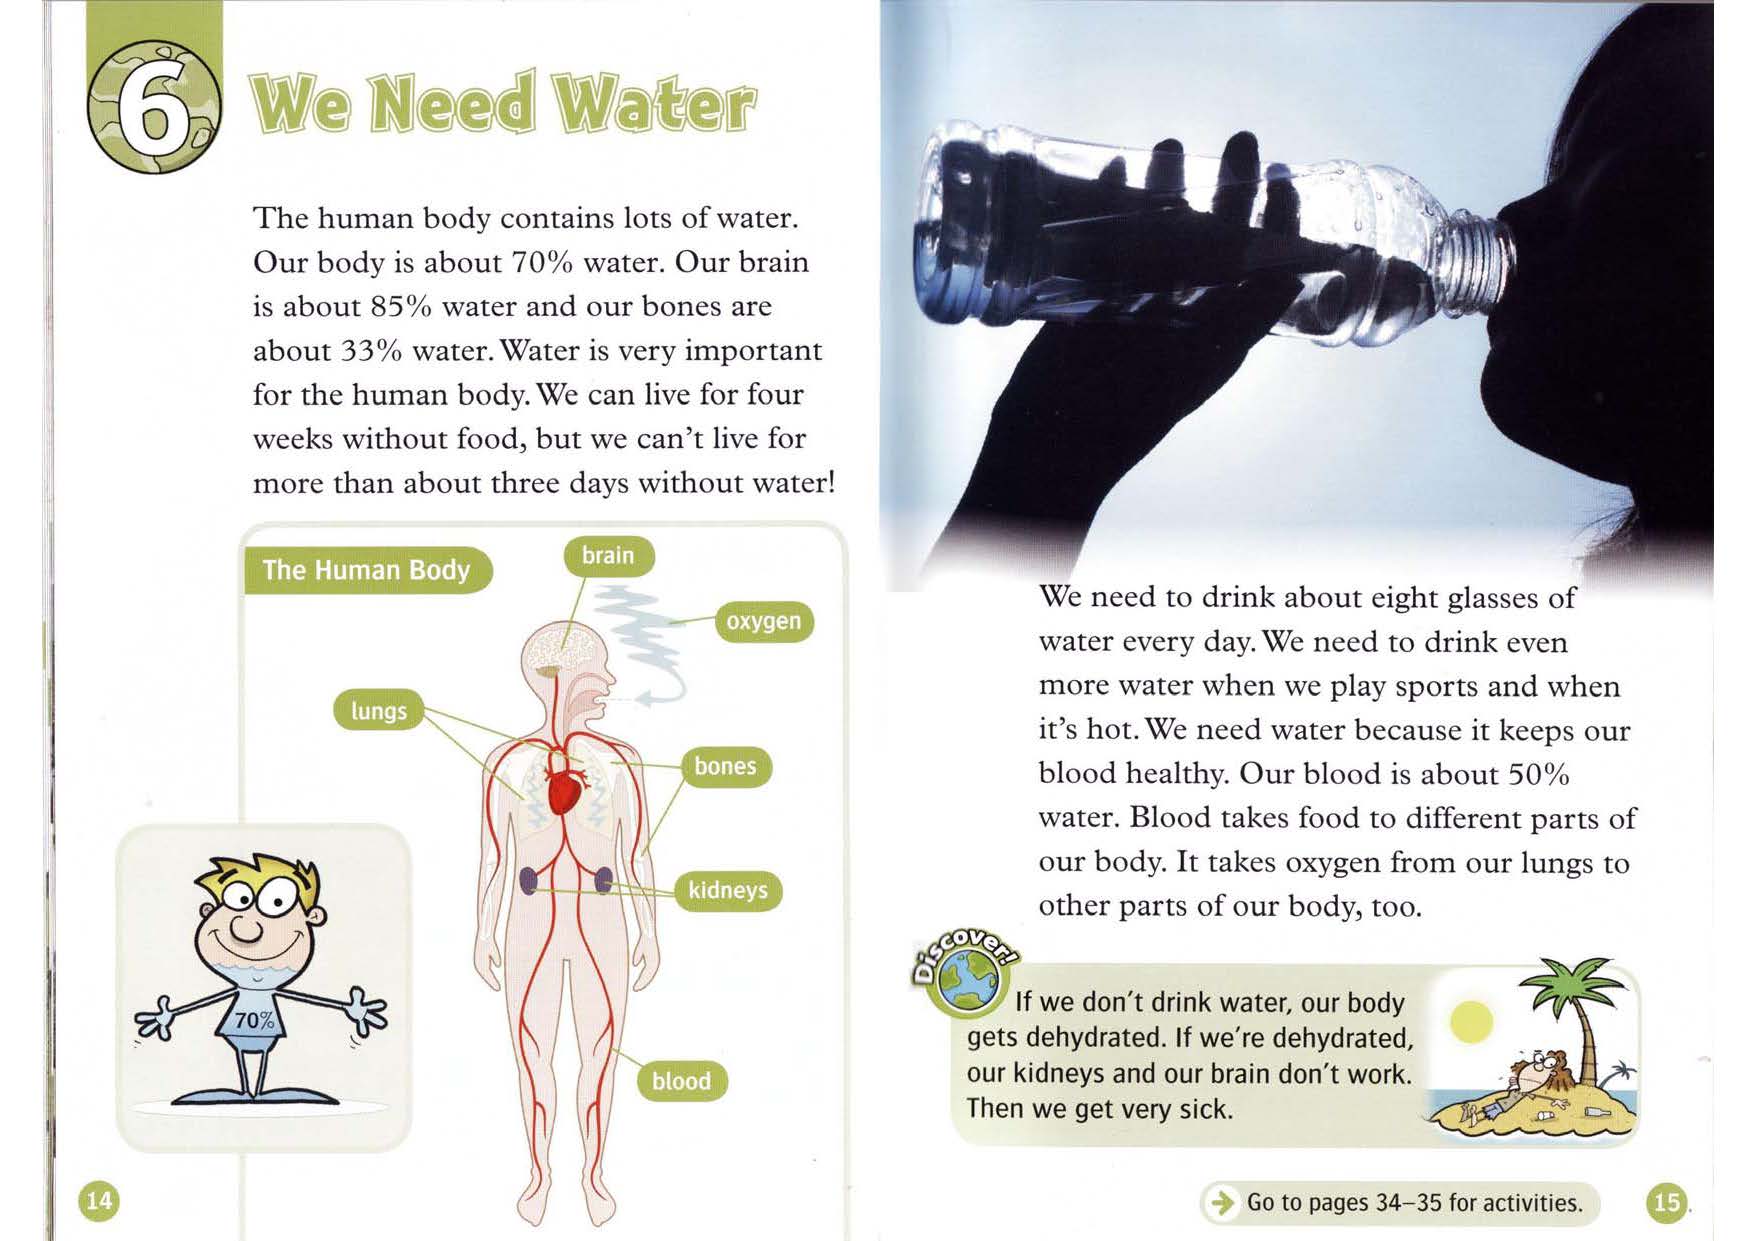 6
We Need Water
The human body contains lots of water.
Our body is about 70% water. Our brain
is about 85% water and our bones are
about 33% water. Water is very important
for the human body. We can live for four
weeks without food, but we can't live for
more than about three days without water!
The Human Body
brain
oxygen
lungs
bones
kidneys
blood
70%
14
We need to drink about eight glasses of
water every day. We need to drink even
more water when we play sports and when
it's hot. We need water because it keeps our
blood healthy. Our blood is about 50%
water. Blood takes food to different parts of
our body. It takes oxygen from our lungs to
other parts of our body, too.
Discover!
If we don't drink water, our body
gets dehydrated. If we're dehydrated,
our kidneys and our brain don't work.
Then we get very sick.
Go to pages 34–35 for activities.
15